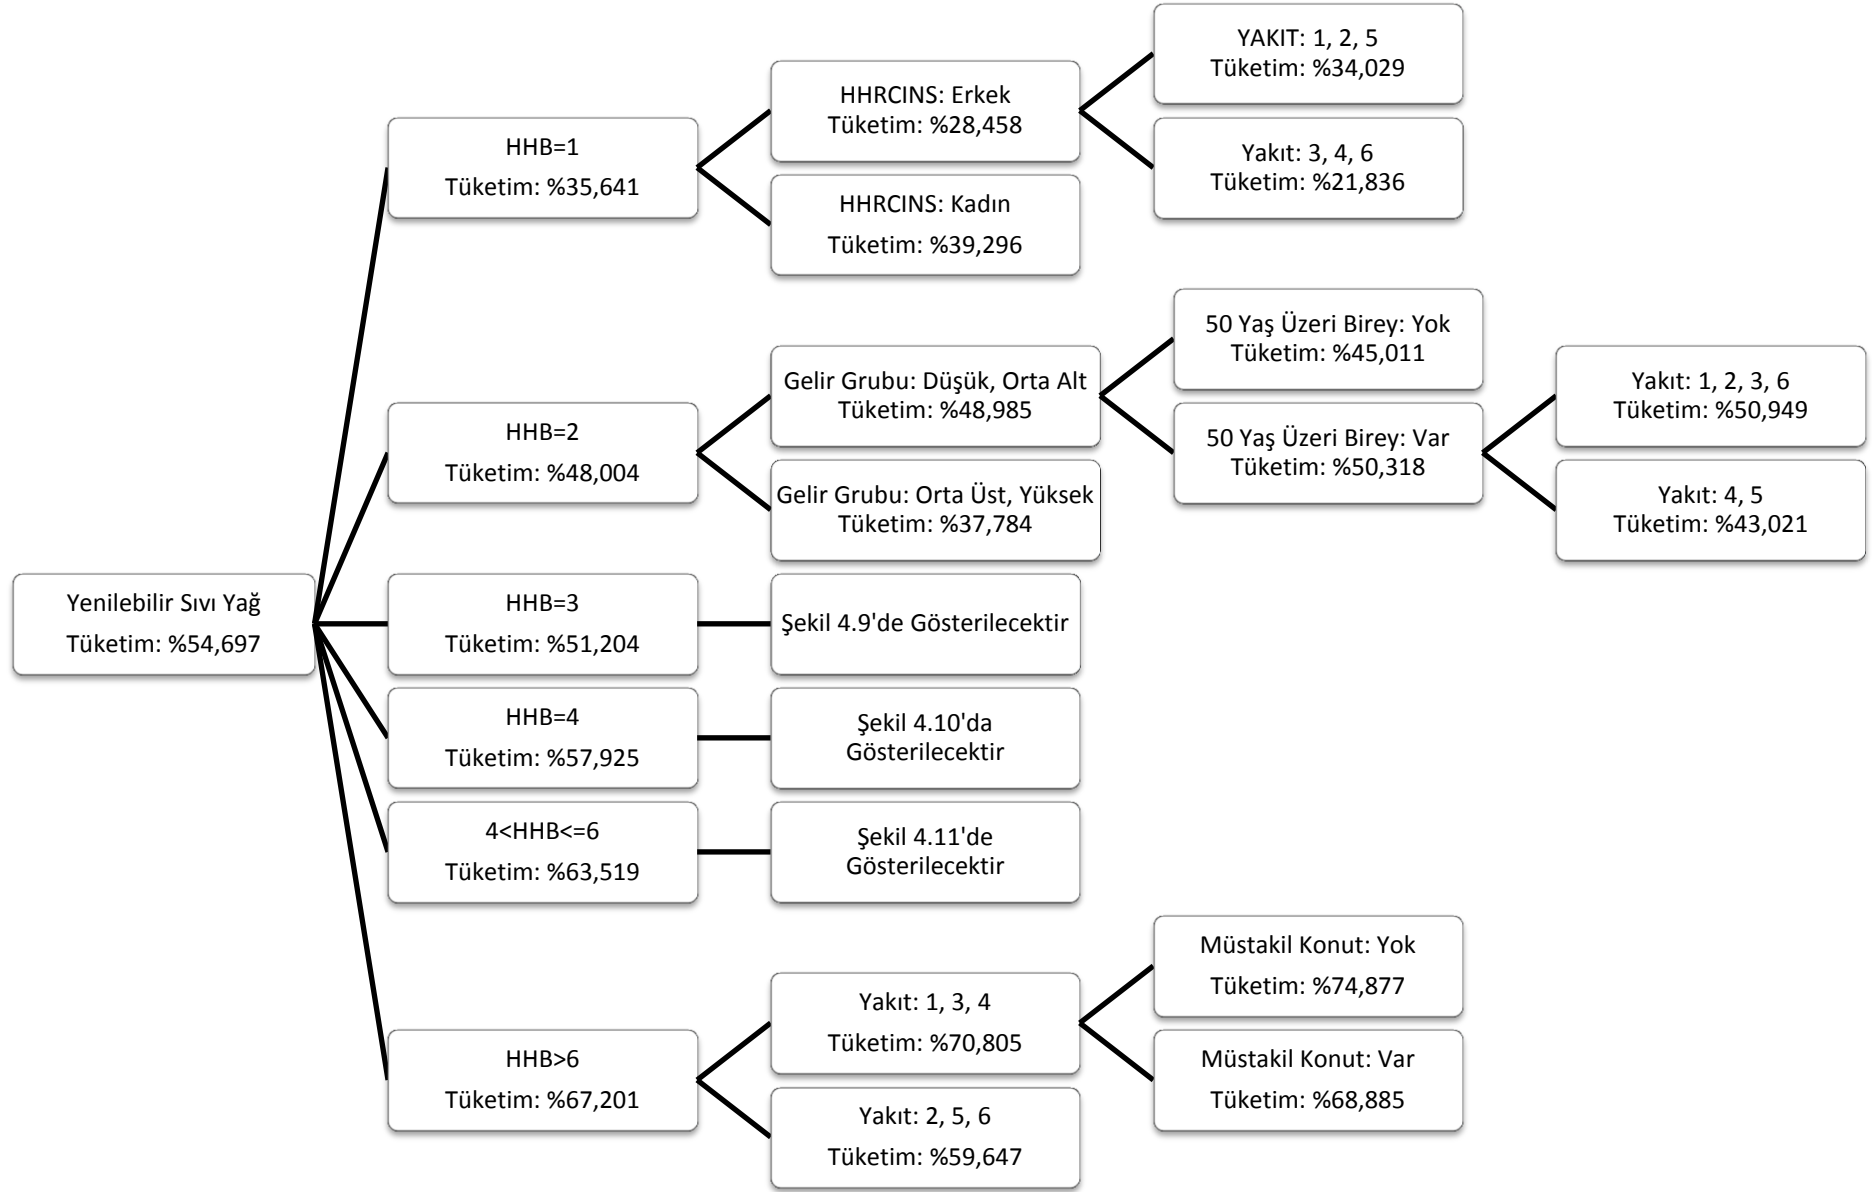 Yenilebilir Sıvı Yağ
Tüketim: %54,697
HHB=1
Tüketim: %35,641
HHRCINS: Erkek
Tüketim: %28,458
YAKIT: 1, 2, 5
Tüketim: %34,029
Yakıt: 3, 4, 6
Tüketim: %21,836
HHRCINS: Kadın
Tüketim: %39,296
HHB=2
Tüketim: %48,004
Gelir Grubu: Düşük, Orta Alt
Tüketim: %48,985
50 Yaş Üzeri Birey: Yok
Tüketim: %45,011
50 Yaş Üzeri Birey: Var
Tüketim: %50,318
Yakıt: 1, 2, 3, 6
Tüketim: %50,949
Yakıt: 4, 5
Tüketim: %43,021
Gelir Grubu: Orta Üst, Yüksek
Tüketim: %37,784
HHB=3
Tüketim: %51,204
Şekil 4.9'de Gösterilecektir
HHB=4
Tüketim: %57,925
Şekil 4.10'da
Gösterilecektir
4<HHB<=6
Tüketim: %63,519
Şekil 4.11'de
Gösterilecektir
HHB>6
Tüketim: %67,201
Yakıt: 1, 3, 4
Tüketim: %70,805
Müstakil Konut: Yok
Tüketim: %74,877
Müstakil Konut: Var
Tüketim: %68,885
Yakıt: 2, 5, 6
Tüketim: %59,647